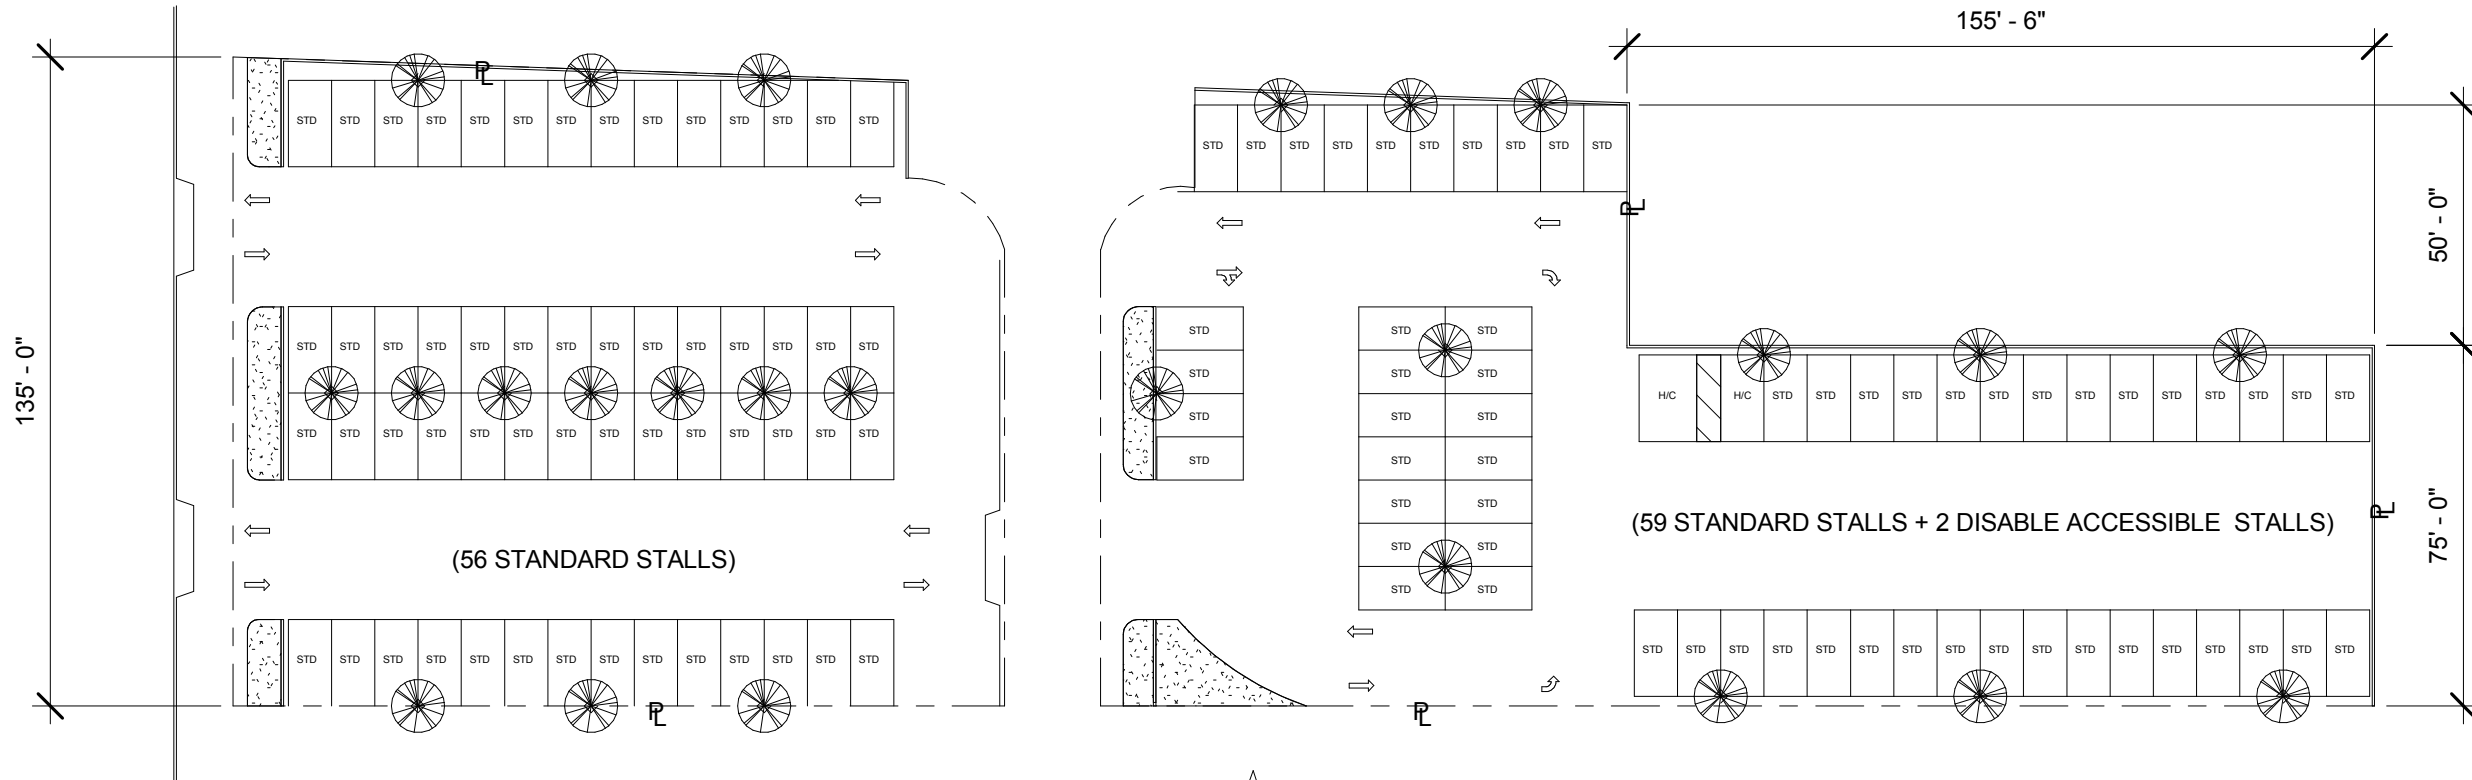 155' - 6"
PL
STD STD STD STD STD STD STD STD STD STD STD STD STD STD
STD STD STD STD STD STD STD STD STD STD
PL
50' - 0"
135' - 0"
STD STD STD STD STD STD STD STD STD STD STD STD STD STD
STD STD STD STD STD STD STD STD STD STD STD STD STD STD
(56 STANDARD STALLS)
STD STD STD STD STD STD STD STD STD STD STD STD STD STD
PL
STD
STD
STD
STD
STD STD
STD STD
STD STD
STD STD
STD STD
STD STD
STD STD
H/C H/C STD STD STD STD STD STD STD STD STD STD STD STD STD STD
(59 STANDARD STALLS + 2 DISABLE ACCESSIBLE STALLS)
PL
75' - 0"
STD STD STD STD STD STD STD STD STD STD STD STD STD STD STD STD STD
PL